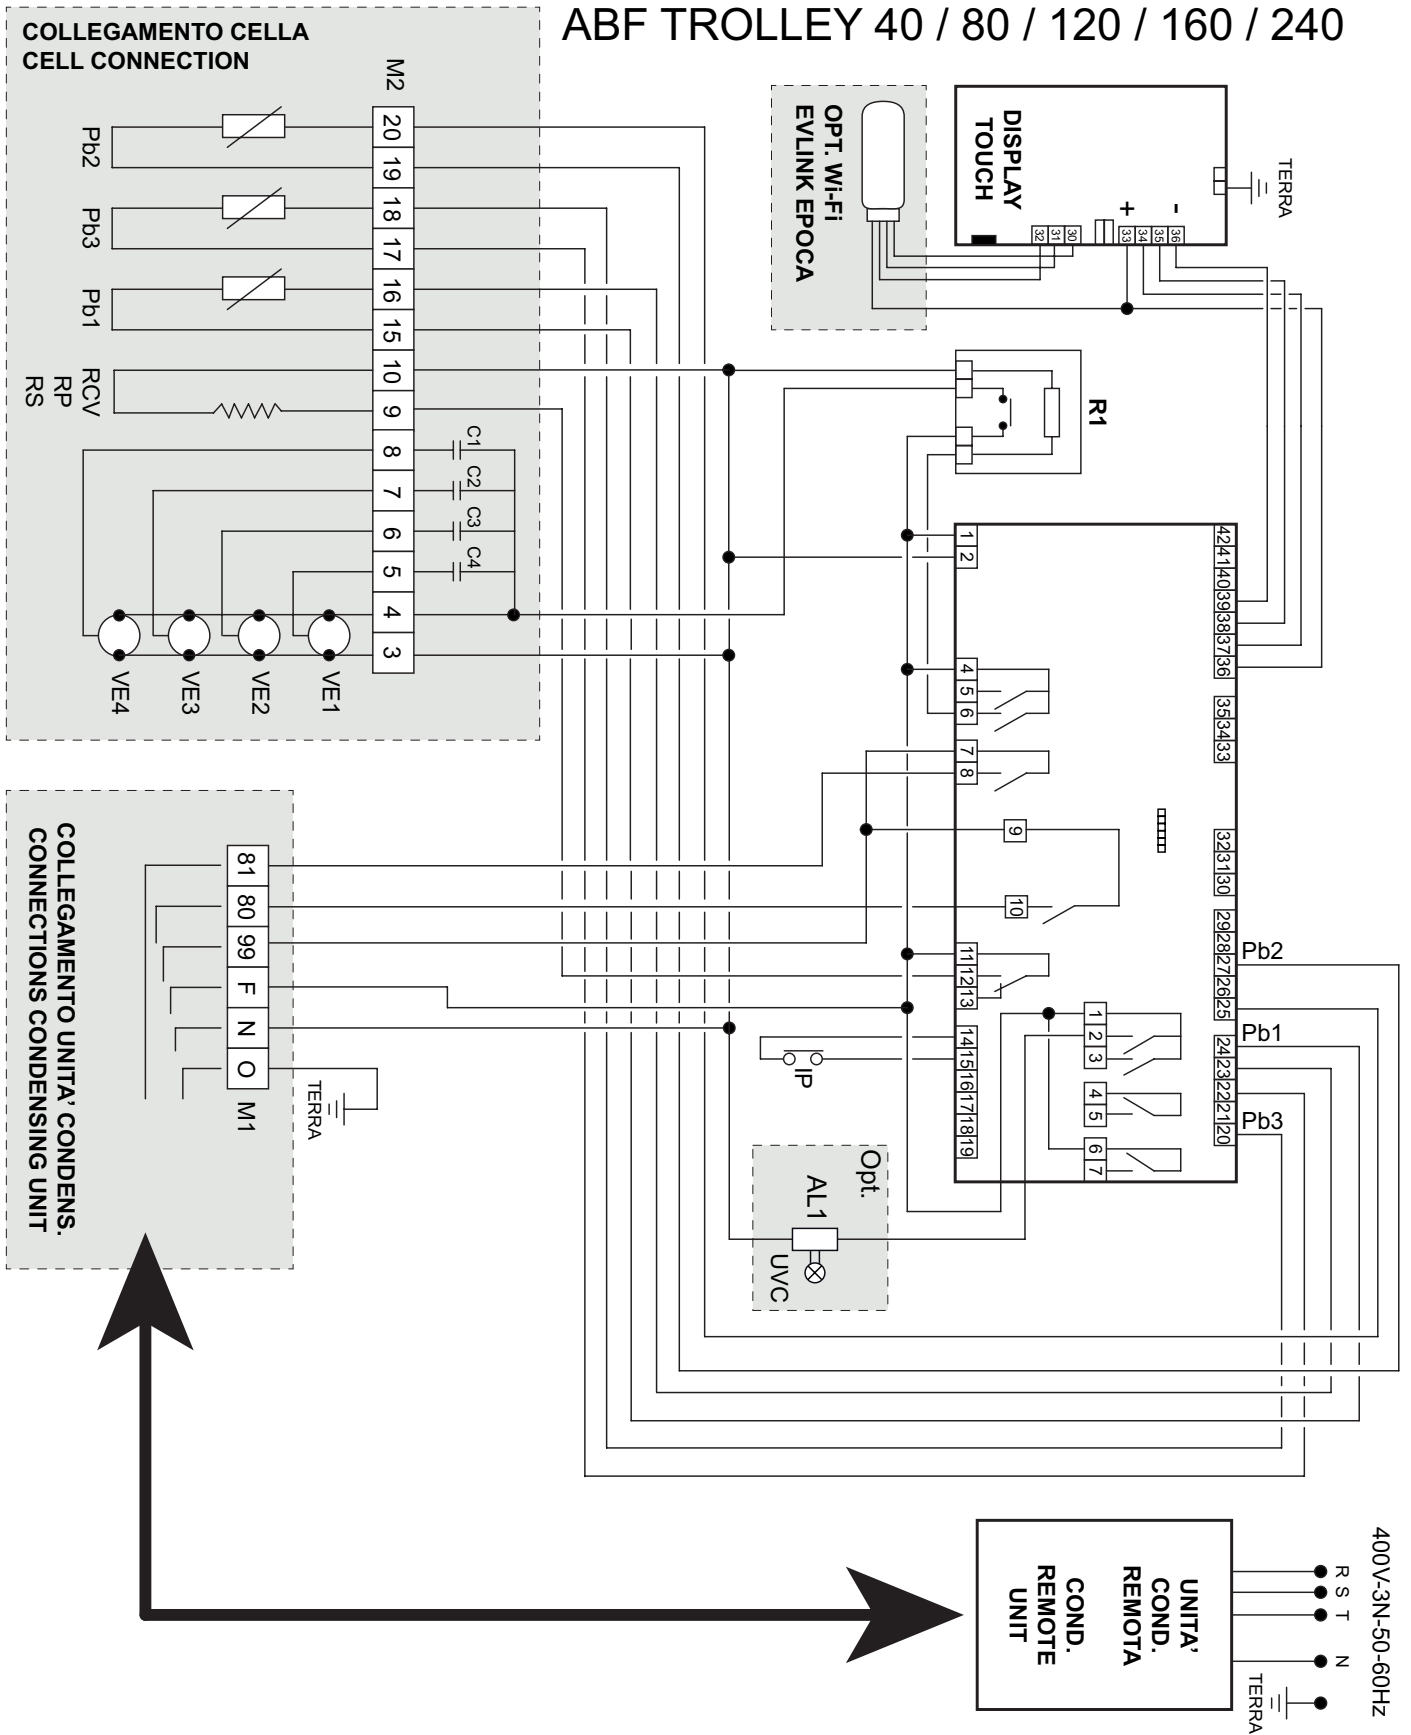 ABF TROLLEY 40 / 80 / 120 / 160 / 240
COLLEGAMENTO CELLA
CELL CONNECTION
M2
20
19
18
17
16
15
10
9
8
7
6
5
4
3
Pb2
Pb3
Pb1
RCV
RP
RS
C1
C2
C3
C4
VE4
VE3
VE2
VE1
OPT. Wi-Fi
EVLINK EPOCA
DISPLAY
TOUCH
TERRA
+
-
32
31
30
33
34
35
36
R1
1
2
4
5
6
7
8
9
10
11
12
13
14
15
16
17
18
19
42
41
40
39
38
37
36
35
34
33
32
31
30
29
28
27
26
25
24
23
22
21
20
Pb2
Pb1
Pb3
1
2
3
4
5
6
7
IP
Opt.
AL1
UVC
COLLEGAMENTO UNITA' CONDENS.
CONNECTIONS CONDENSING UNIT
81
80
99
F
N
O
M1
TERRA
UNITA'
COND.
REMOTA
COND.
REMOTE
UNIT
400V-3N-50-60Hz
R
S
T
N
TERRA